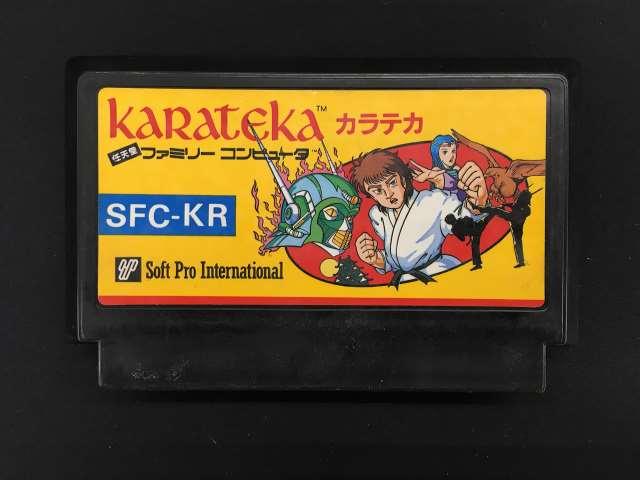 KARATEKA™ カラテカ
任天堂 ファミリー コンピュータ™
SFC-KR
Soft Pro International